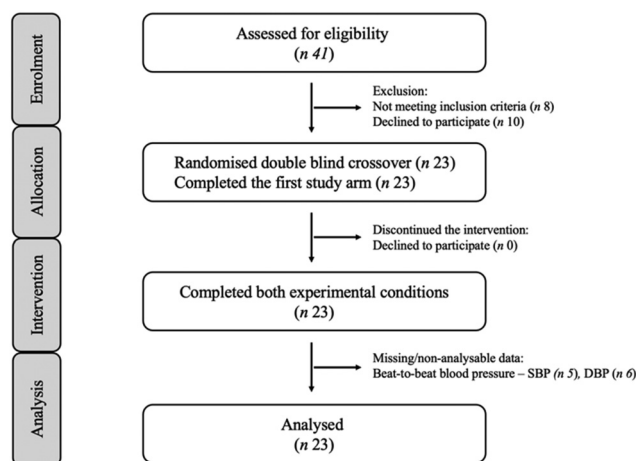 Enrolment
Assessed for eligibility
(n 41)
Exclusion:
Not meeting inclusion criteria (n 8)
Declined to participate (n 10)
Allocation
Randomised double blind crossover (n 23)
Completed the first study arm (n 23)
Discontinued the intervention:
Declined to participate (n 0)
Intervention
Completed both experimental conditions
(n 23)
Missing/non-analysable data:
Beat-to-beat blood pressure – SBP (n 5), DBP (n 6)
Analysis
Analysed
(n 23)